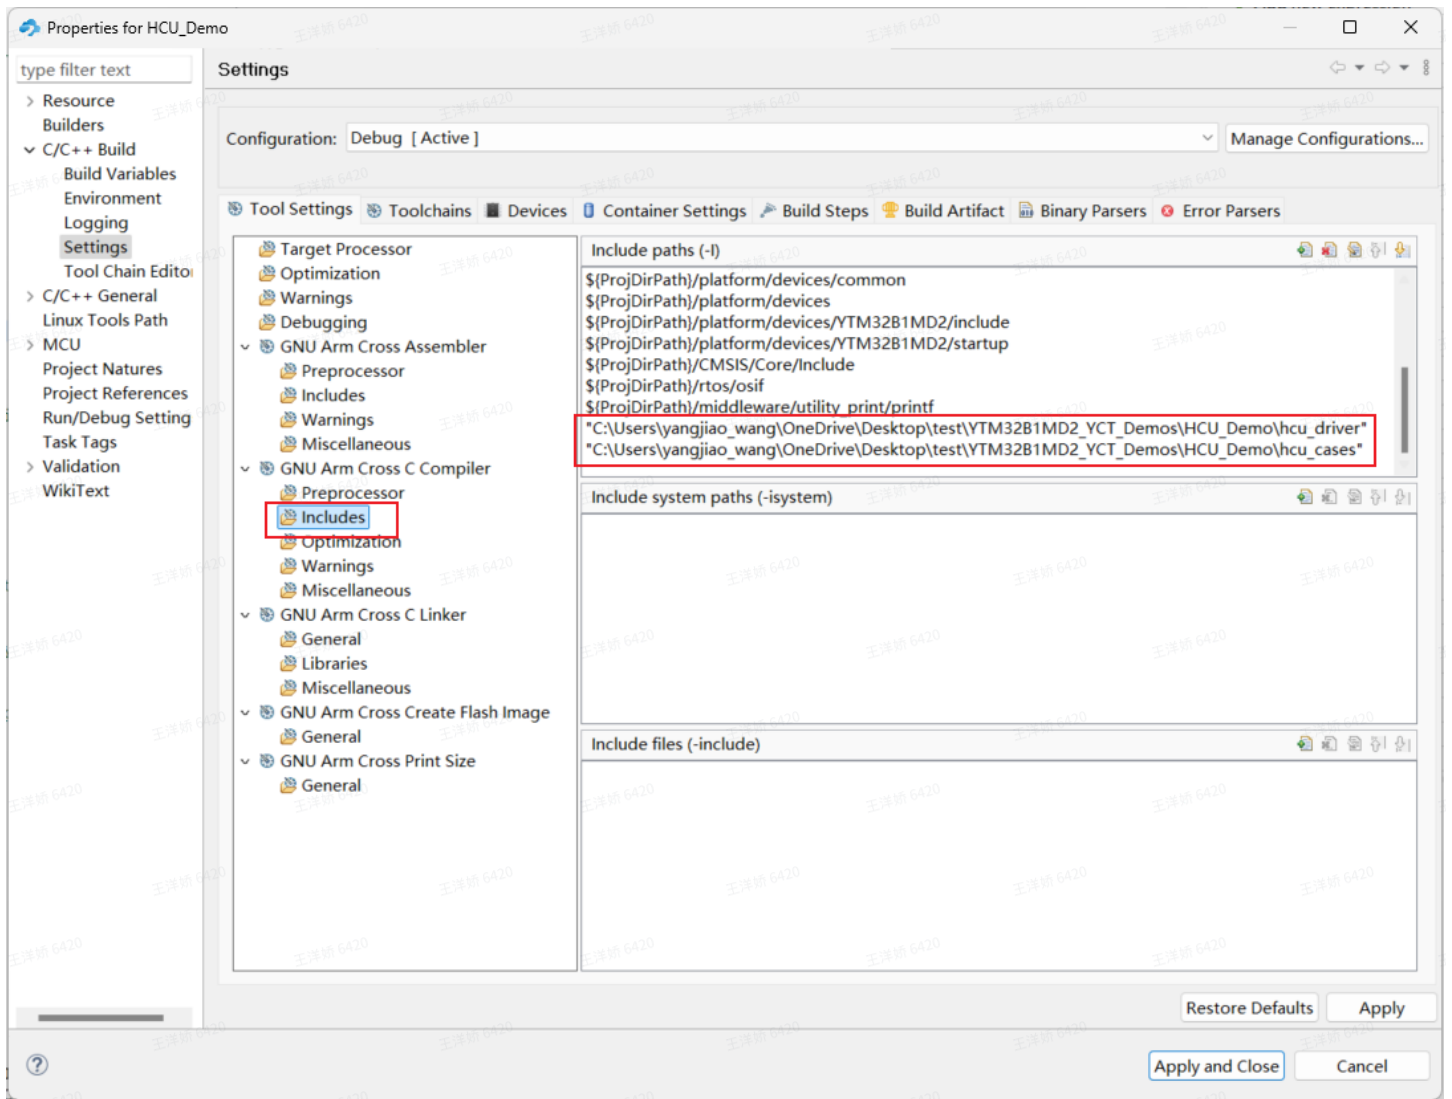 Properties for HCU_Demo
type filter text
Settings
Resource
Builders
C/C++ Build
Build Variables
Environment
Logging
Settings
Tool Chain Edito
C/C++ General
Linux Tools Path
MCU
Project Natures
Project References
Run/Debug Setting
Task Tags
Validation
WikiText
Configuration:
Debug [ Active ]
Manage Configurations...
Tool Settings
Toolchains
Devices
Container Settings
Build Steps
Build Artifact
Binary Parsers
Error Parsers
Target Processor
Optimization
Warnings
Debugging
GNU Arm Cross Assembler
Preprocessor
Includes
Warnings
Miscellaneous
GNU Arm Cross C Compiler
Preprocessor
Includes
Optimization
Warnings
Miscellaneous
GNU Arm Cross C Linker
General
Libraries
Miscellaneous
GNU Arm Cross Create Flash Image
General
GNU Arm Cross Print Size
General
Include paths (-I)
${ProjDirPath}/platform/devices/common
${ProjDirPath}/platform/devices
${ProjDirPath}/platform/devices/YTM32B1MD2/include
${ProjDirPath}/platform/devices/YTM32B1MD2/startup
${ProjDirPath}/CMSIS/Core/Include
${ProjDirPath}/rtos/osif
${ProjDirPath}/middleware/utility_print/printf
"C:\Users\yangjiao_wang\OneDrive\Desktop\test\YTM32B1MD2_YCT_Demos\HCU_Demo\hcu_driver"
"C:\Users\yangjiao_wang\OneDrive\Desktop\test\YTM32B1MD2_YCT_Demos\HCU_Demo\hcu_cases"
Include system paths (-isystem)
Include files (-include)
Restore Defaults
Apply
Apply and Close
Cancel
王洋娇 6420